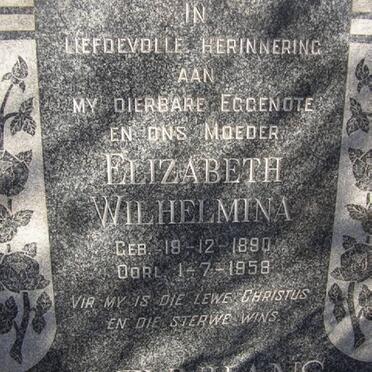 IN
LIEFDEVOLLE HERINNERING
AAN
MY DIERBARE EGGENOTE
EN ONS MOEDER
ELIZABETH
WILHELMINA
GEB. 18-12-1890
OORL. 1-7-1958
VIR MY IS DIE LEWE CHRISTUS
EN DIE STERWE WINS